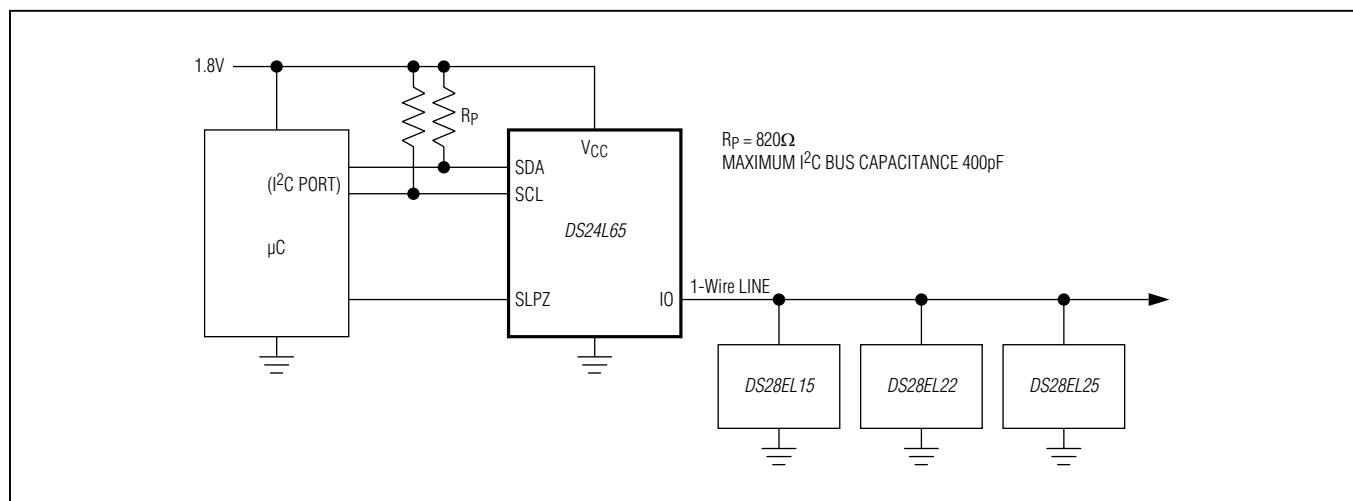 1.8V
RP
VCC
RP = 820Ω
MAXIMUM I2C BUS CAPACITANCE 400pF
(I2C PORT)
SDA
SCL
DS24L65
µC
SLPZ
IO
1-Wire LINE
DS28EL15
DS28EL22
DS28EL25